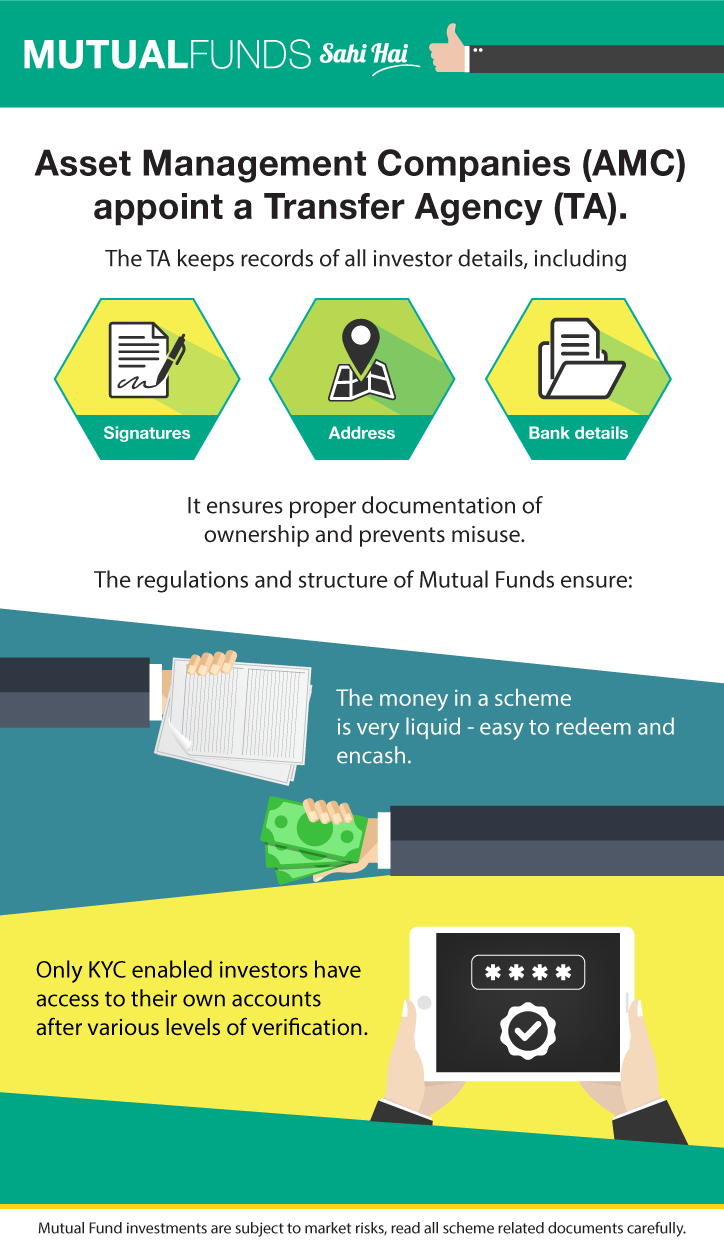 MUTUALFUNDS Sahi Hai
Asset Management Companies (AMC)
appoint a Transfer Agency (TA).
The TA keeps records of all investor details, including
Signatures
Address
Bank details
It ensures proper documentation of
ownership and prevents misuse.
The regulations and structure of Mutual Funds ensure:
The money in a scheme
is very liquid - easy to redeem and
encash.
Only KYC enabled investors have
access to their own accounts
after various levels of verification.
****
Mutual Fund investments are subject to market risks, read all scheme related documents carefully.